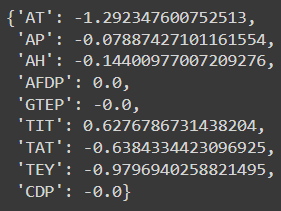 {'AT': -1.292347600752513,
'AP': -0.07887427101161554,
'AH': -0.14400977007209276,
'AFDP': 0.0,
'GTEP': -0.0,
'TIT': 0.6276786731438204,
'TAT': -0.6384334423096925,
'TEY': -0.9796940258821495,
'CDP': -0.0}